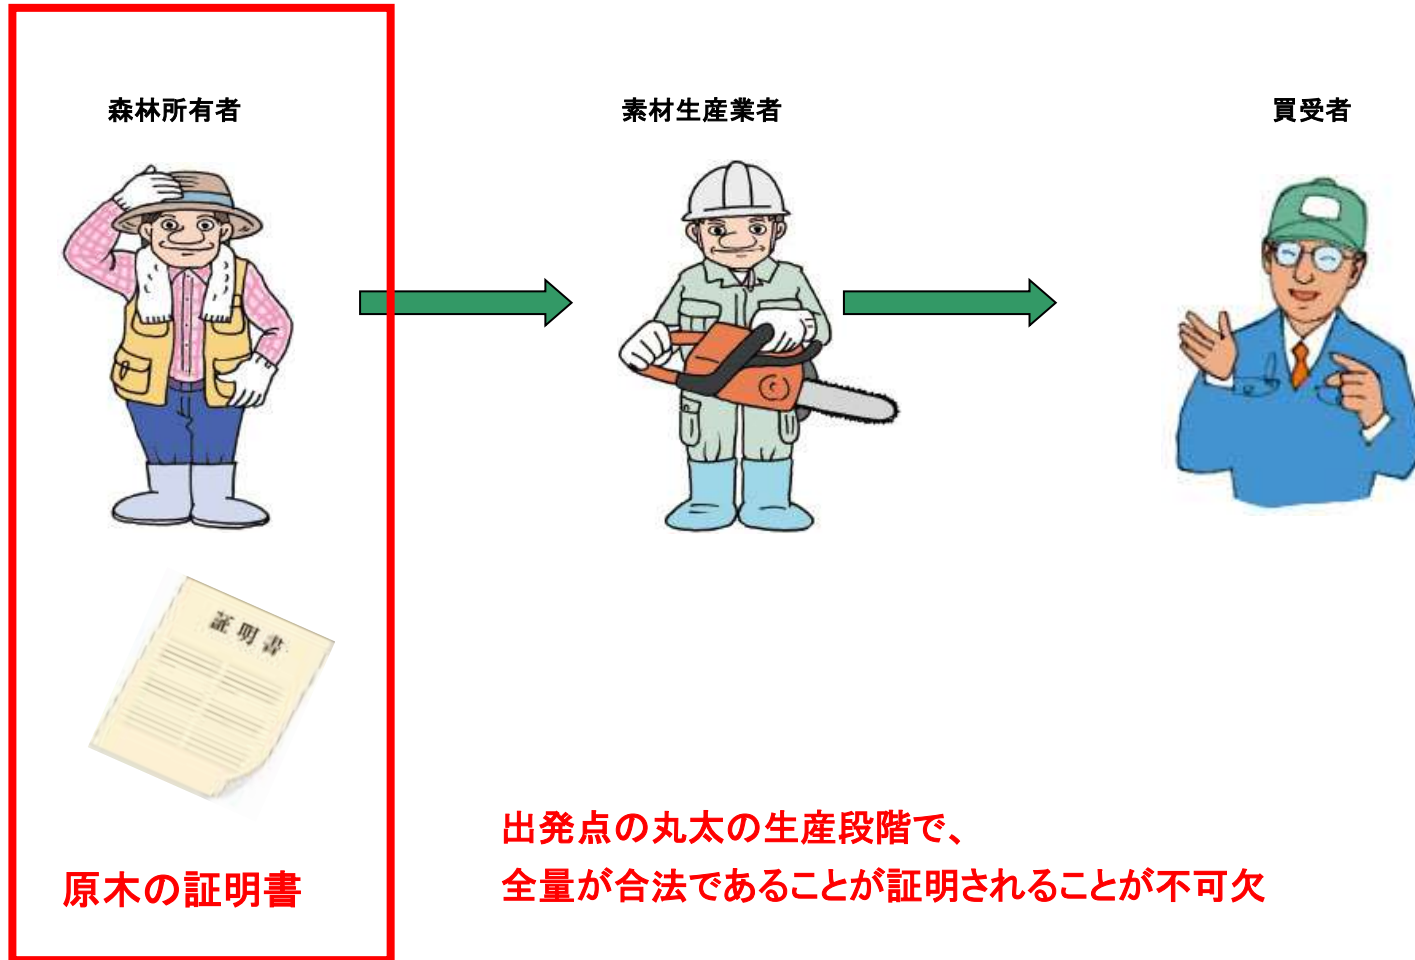 森林所有者
素材生産業者
買受者
証明書
原木の証明書
出発点の丸太の生産段階で、
全量が合法であることが証明されることが不可欠